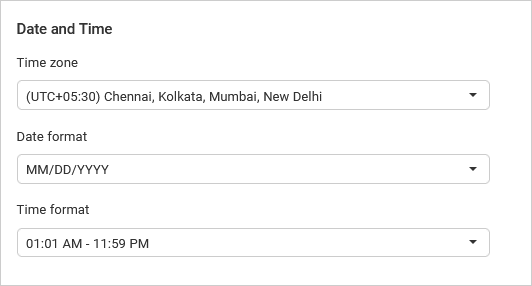 Date and Time
Time zone
(UTC+05:30) Chennai, Kolkata, Mumbai, New Delhi
Date format
MM/DD/YYYY
Time format
01:01 AM - 11:59 PM